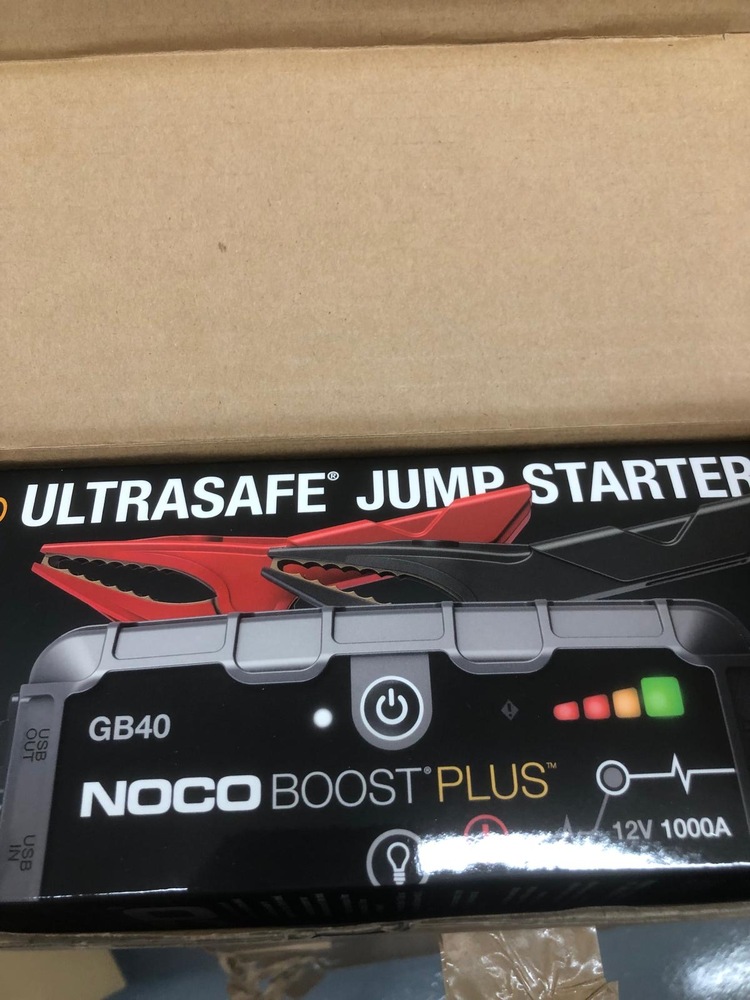 ULTRASAFE® JUMP STARTER
GB40
USB OUT
NOCO BOOST® PLUS™
USB IN
12V 1000A